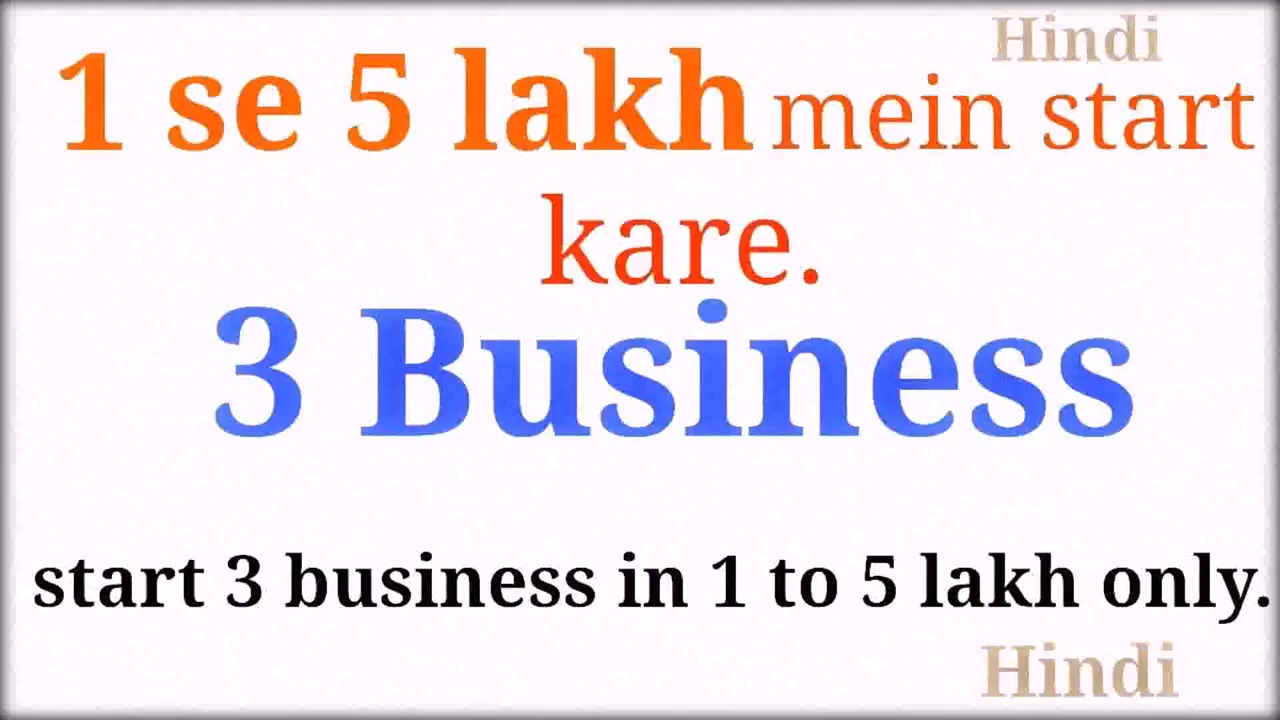 Hindi
1 se 5 lakh mein start
kare.
3 Business
start 3 business in 1 to 5 lakh only.
Hindi